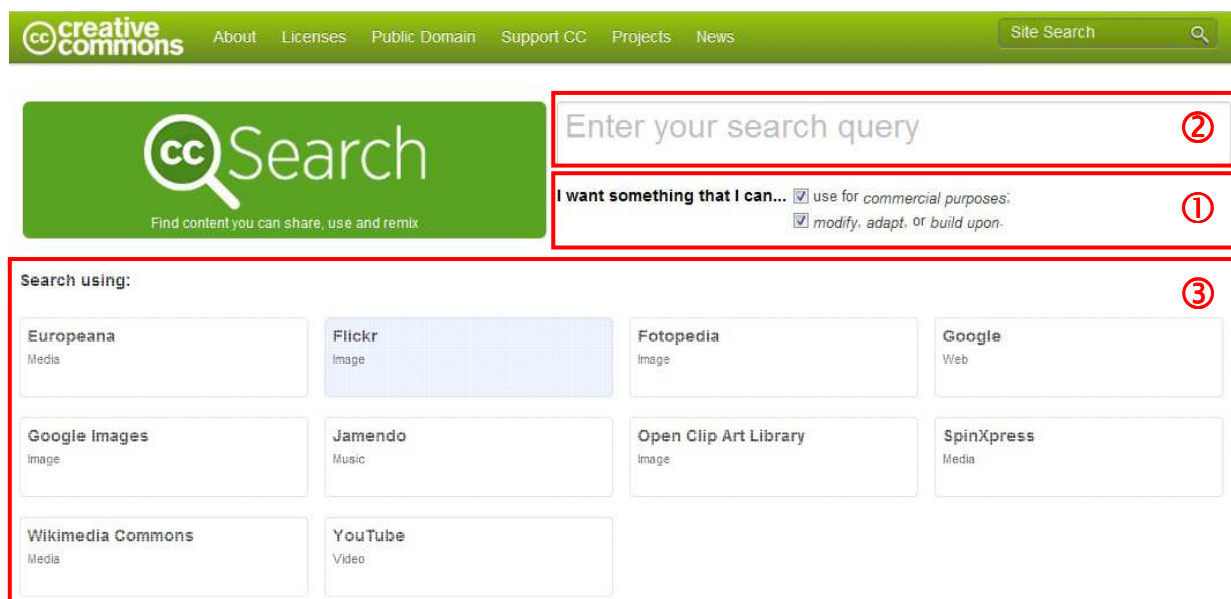 cc creative commons About Licenses Public Domain Support CC Projects News Site Search
cc Search
Find content you can share, use and remix
Enter your search query ②
I want something that I can... use for commercial purposes;
modify, adapt, or build upon.
①
Search using:
③
Europeana Flickr Fotopedia Google
Media Image Image Web
Google Images Jamendo Open Clip Art Library SpinXpress
Image Music Image Media
Wikimedia Commons YouTube
Media Video